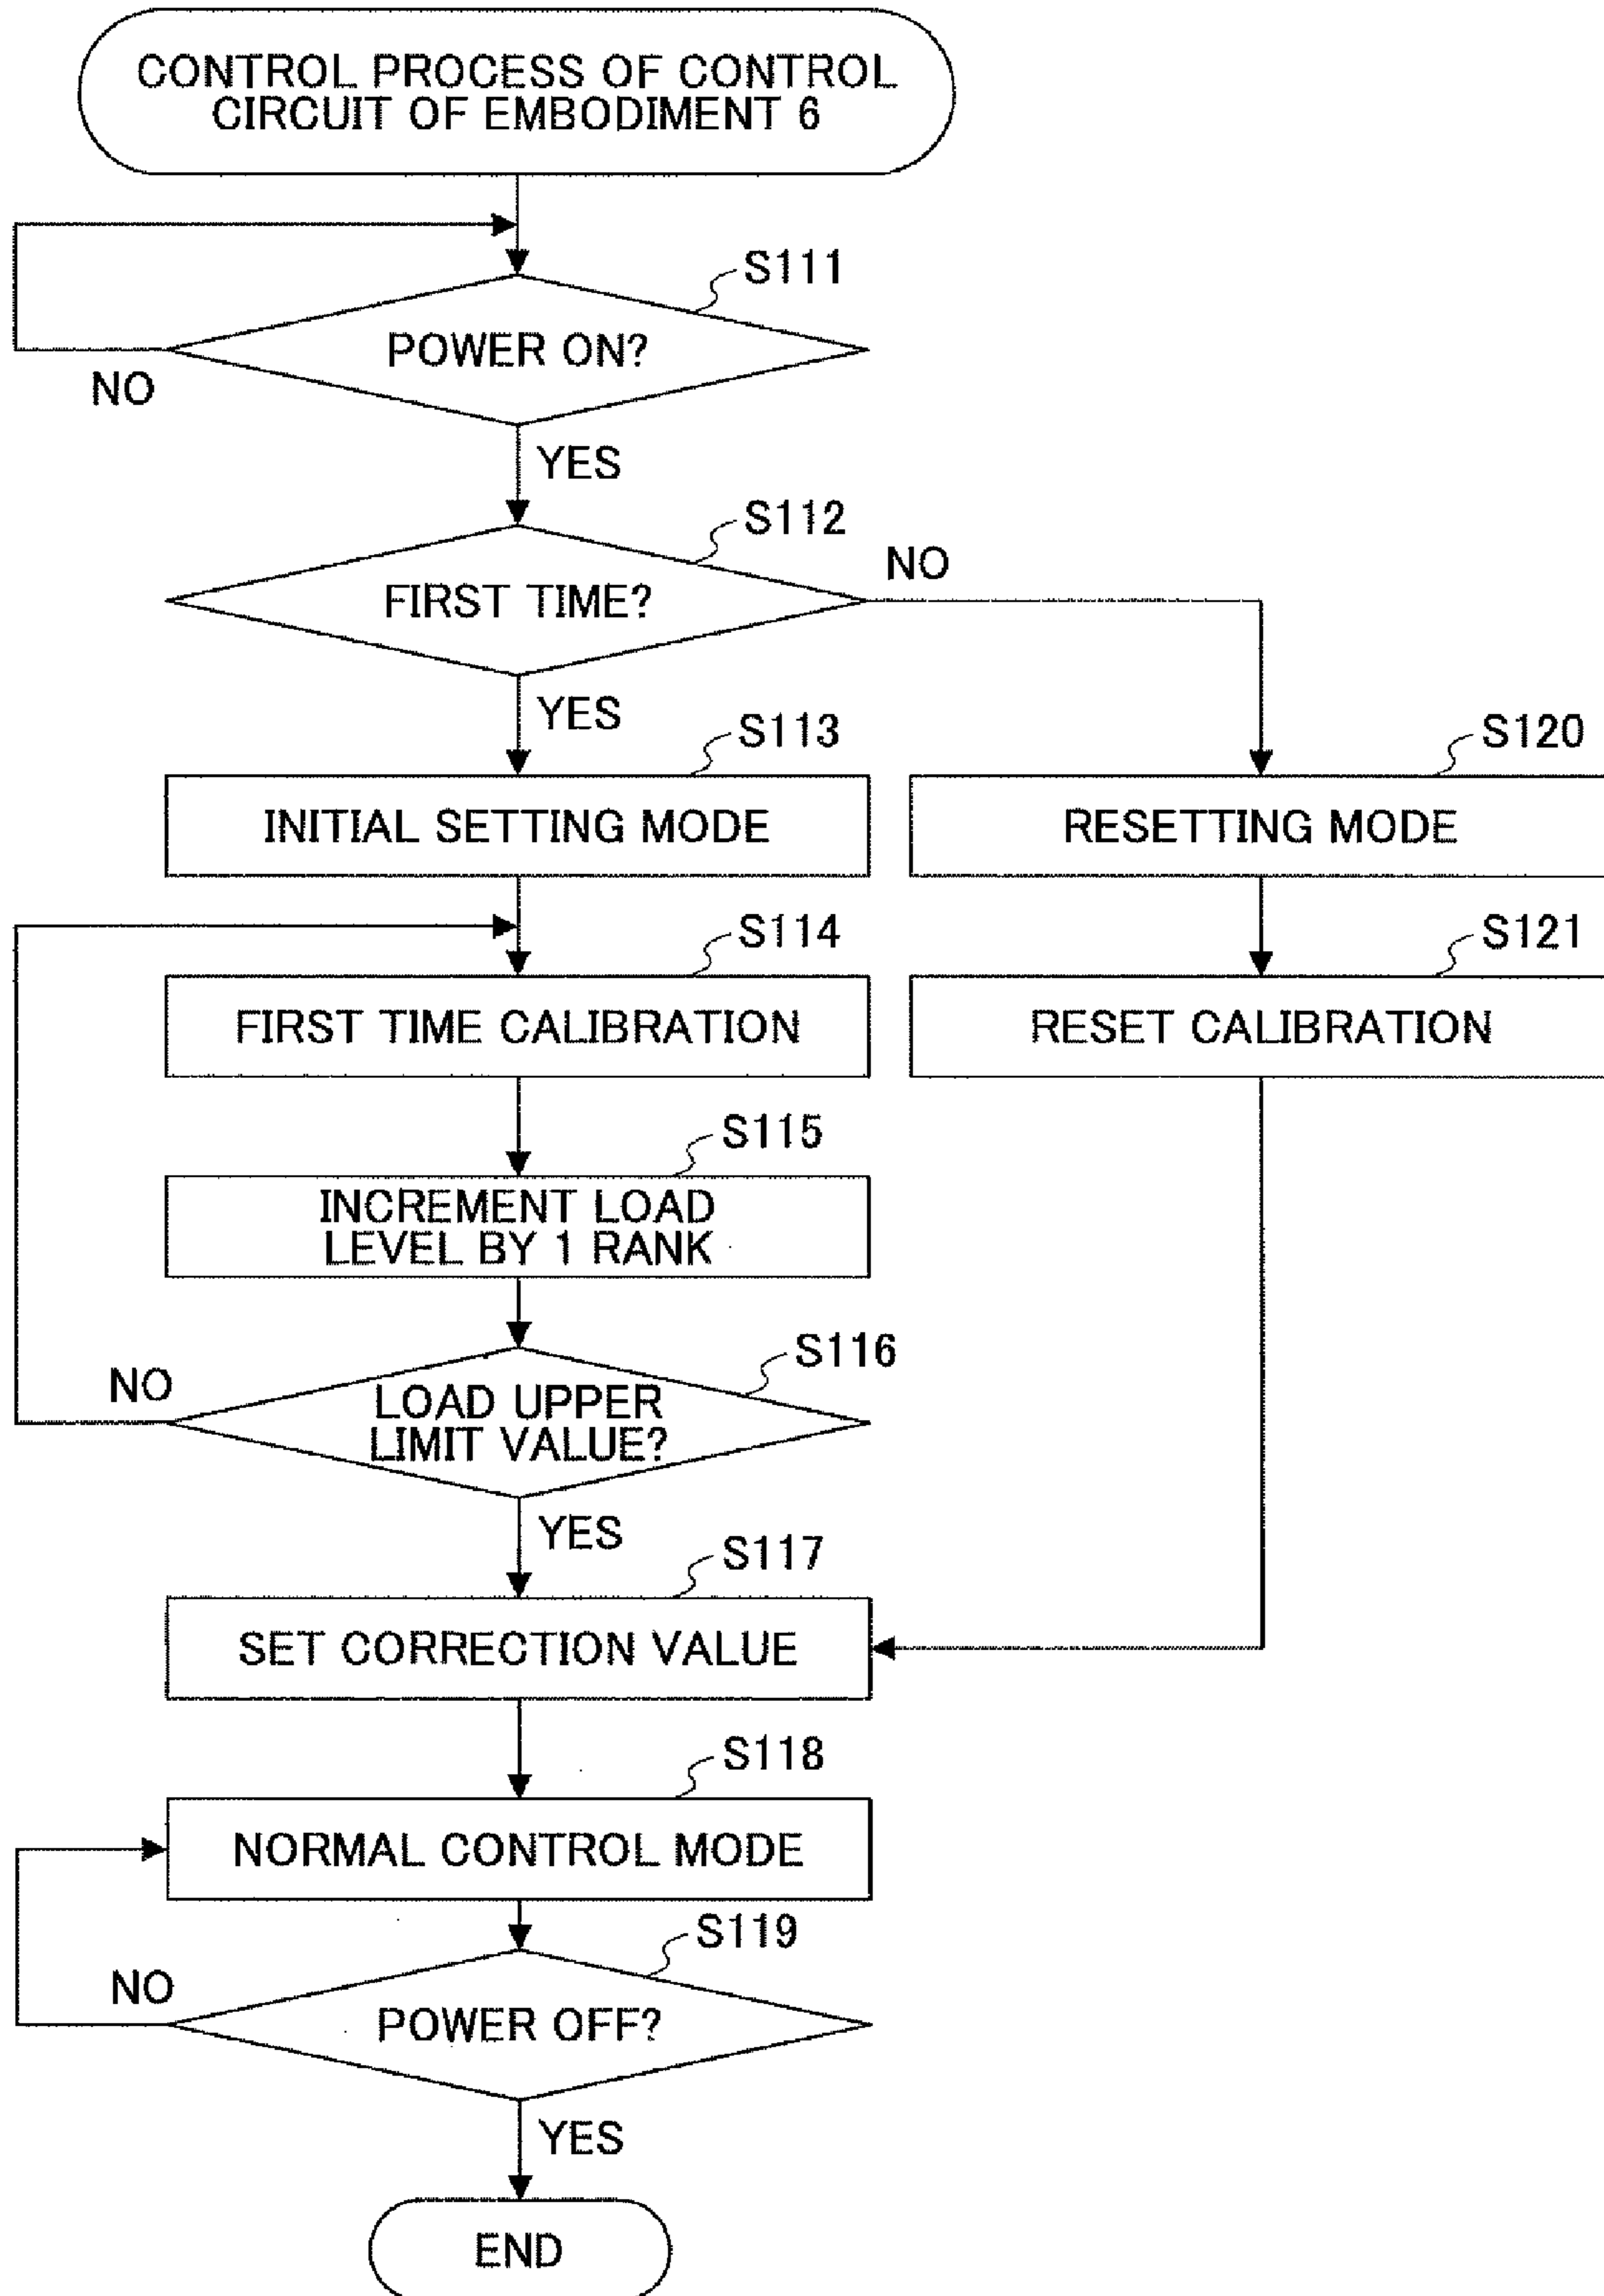 CONTROL PROCESS OF CONTROL
CIRCUIT OF EMBODIMENT 6
S111
POWER ON?
NO
YES
S112
NO
FIRST TIME?
YES
S113
S120
INITIAL SETTING MODE
RESETTING MODE
S114
S121
FIRST TIME CALIBRATION
RESET CALIBRATION
S115
INCREMENT LOAD
LEVEL BY 1 RANK
S116
NO
LOAD UPPER
LIMIT VALUE?
YES
S117
SET CORRECTION VALUE
S118
NORMAL CONTROL MODE
S119
NO
POWER OFF?
YES
END